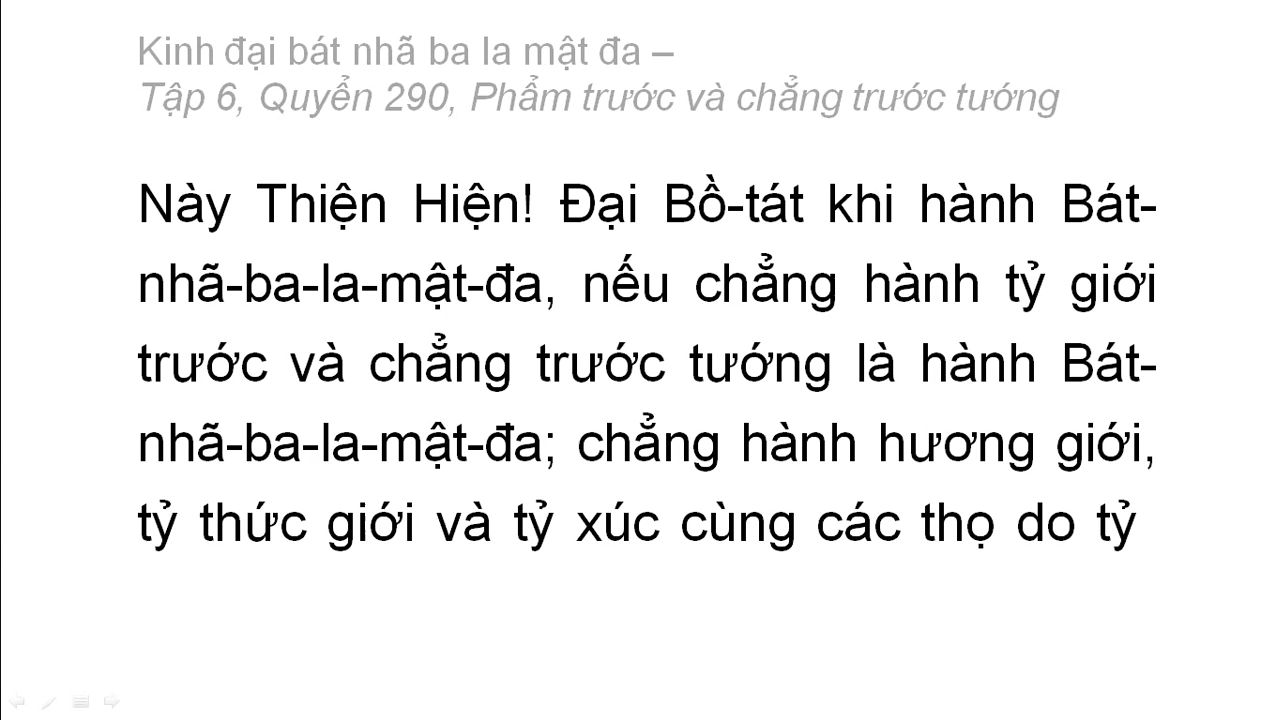 Kinh đại bát nhã ba la mật đa –
Tập 6, Quyển 290, Phẩm trước và chẳng trước tướng
Này Thiện Hiện! Đại Bồ-tát khi hành Bát-
nhã-ba-la-mật-đa, nếu chẳng hành tỷ giới
trước và chẳng trước tướng là hành Bát-
nhã-ba-la-mật-đa; chẳng hành hương giới,
tỷ thức giới và tỷ xúc cùng các thọ do tỷ